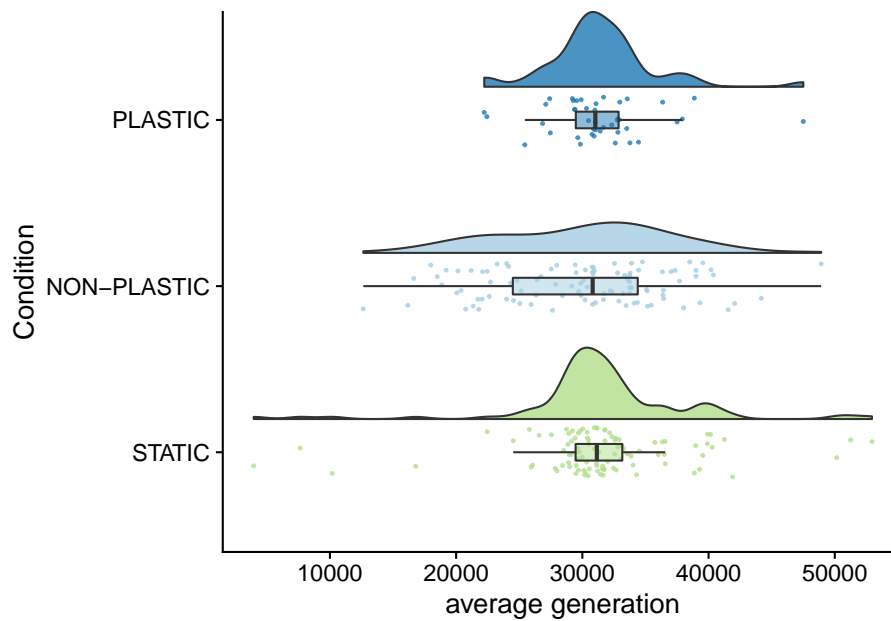 Condition
PLASTIC
NON−PLASTIC
STATIC
10000 20000 30000 40000 50000
average generation